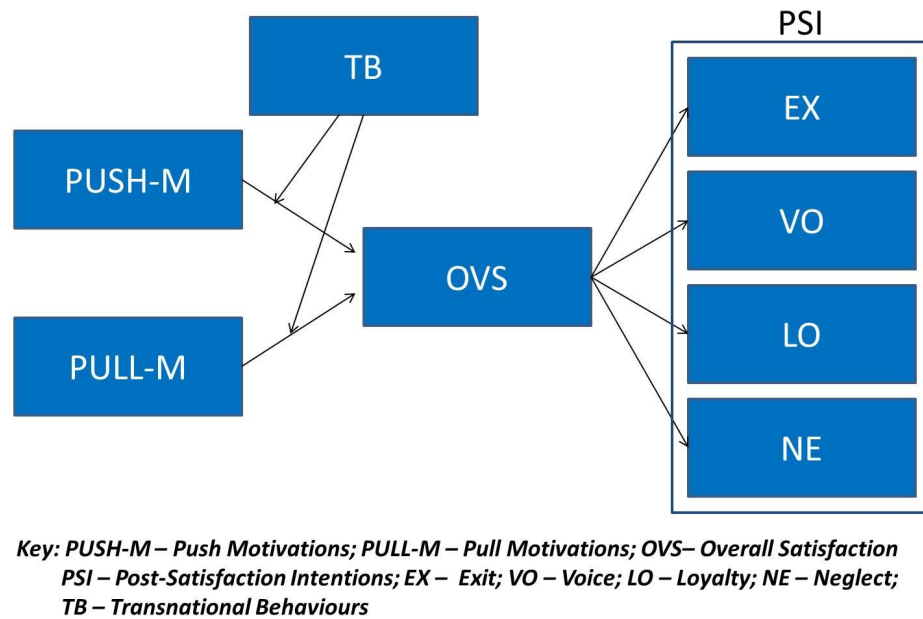 PSI
TB
EX
PUSH-M
VO
OVS
LO
PULL-M
NE
Key: PUSH-M – Push Motivations; PULL-M – Pull Motivations; OVS– Overall Satisfaction
PSI – Post-Satisfaction Intentions; EX – Exit; VO – Voice; LO – Loyalty; NE – Neglect;
TB – Transnational Behaviours